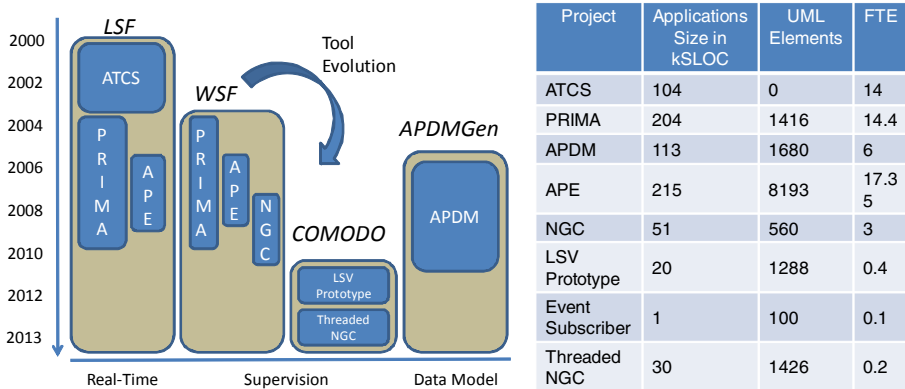 LSF
2000
2002
2004
2006
2008
2010
2012
2013
ATCS
P
R
I
M
A
A
P
E
WSF
P
R
I
M
A
A
P
E
N
G
C
Tool
Evolution
COMODO
LSV
Prototype
Threaded
NGC
APDMGen
APDM
Real-Time
Supervision
Data Model
Project
Applications
Size in
kSLOC
UML
Elements
FTE
ATCS 104 0 14
PRIMA 204 1416 14.4
APDM 113 1680 6
APE 215 8193 17.3
5
NGC 51 560 3
LSV
Prototype
20 1288 0.4
Event
Subscriber
1 100 0.1
Threaded
NGC
30 1426 0.2